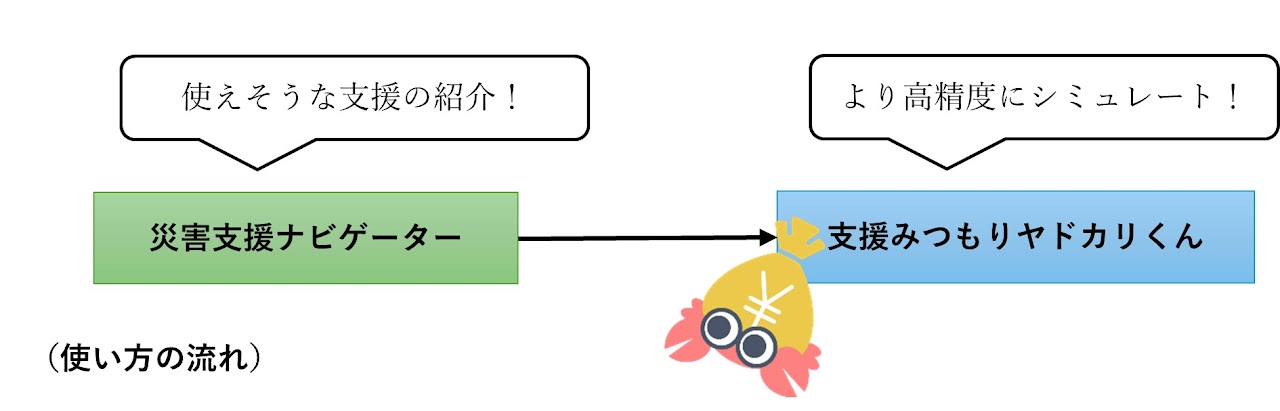 使えそうな支援の紹介！
より高精度にシミュレート！
災害支援ナビゲーター
支援みつもりヤドカリくん
（使い方の流れ）